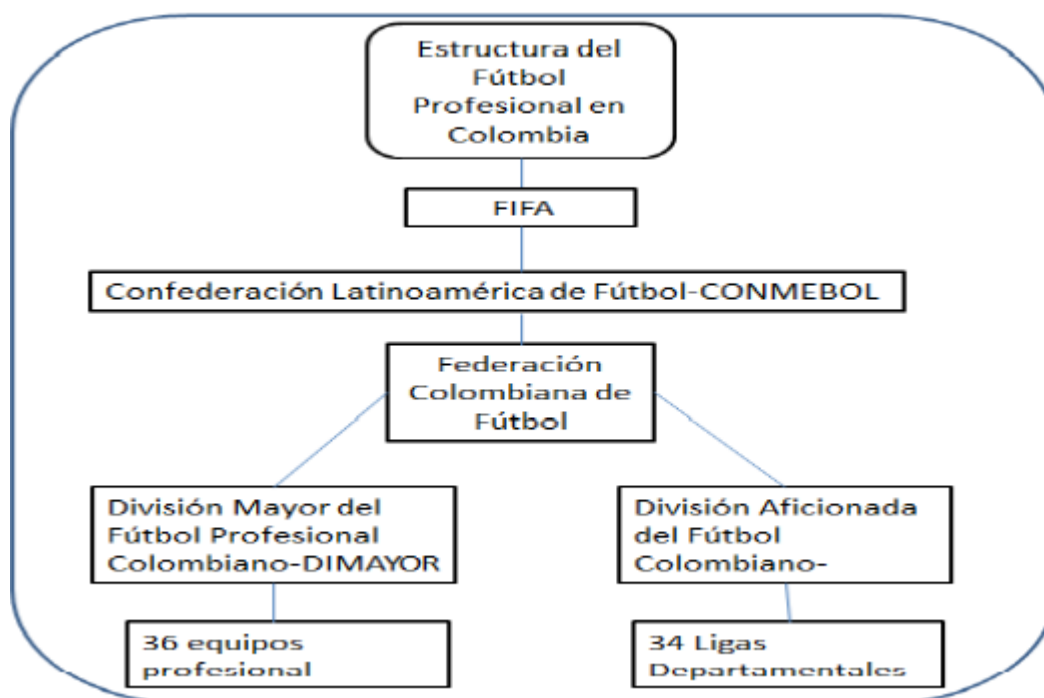 Estructura del
Fútbol
Profesional en
Colombia
FIFA
Confederación Latinoamérica de Fútbol-CONMEBOL
Federación
Colombiana de
Fútbol
División Mayor del
Fútbol Profesional
Colombiano-DIMAYOR
División Aficionada
del Fútbol
Colombiano-
36 equipos
profesional
34 Ligas
Departamentales